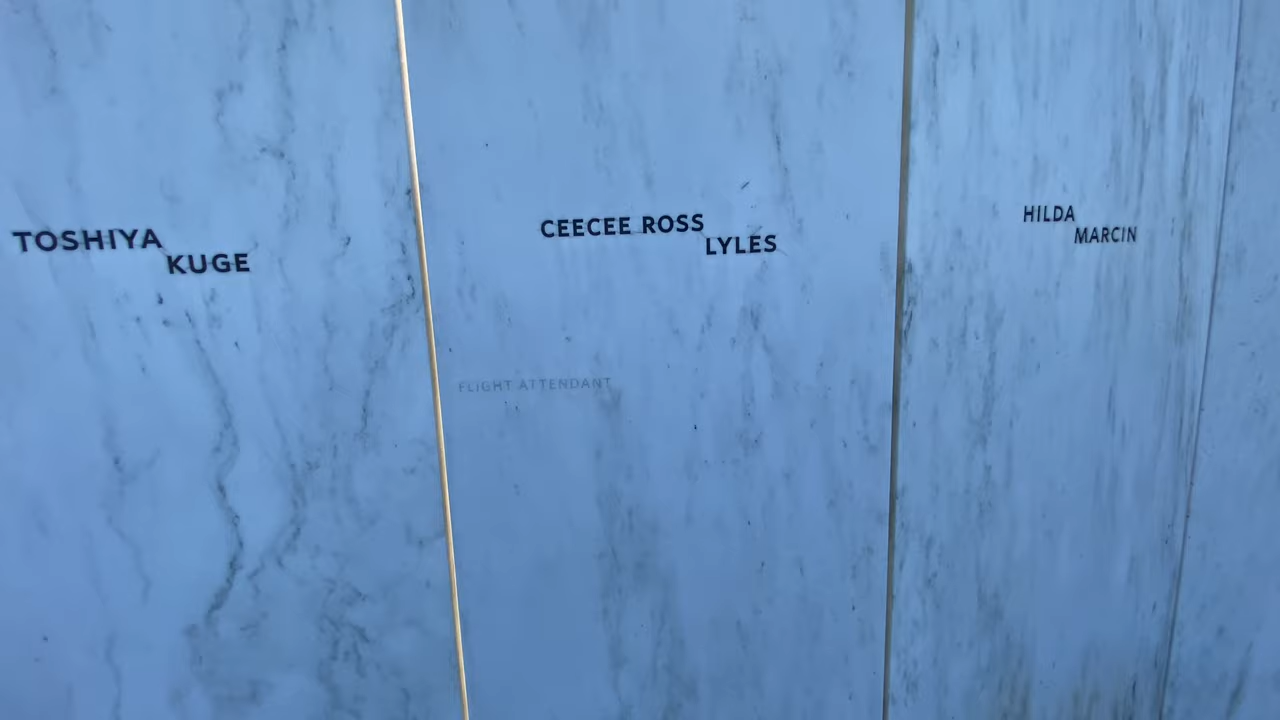 TOSHIYA
KUGE
CEECEE ROSS
LYLES
FLIGHT ATTENDANT
HILDA
MARCIN